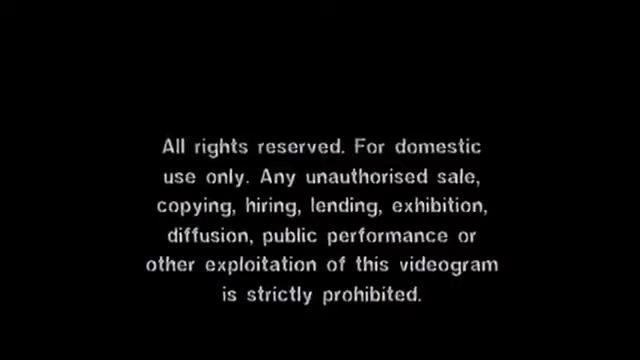 All rights reserved. For domestic
use only. Any unauthorised sale,
copying, hiring, lending, exhibition,
diffusion, public performance or
other exploitation of this videogram
is strictly prohibited.